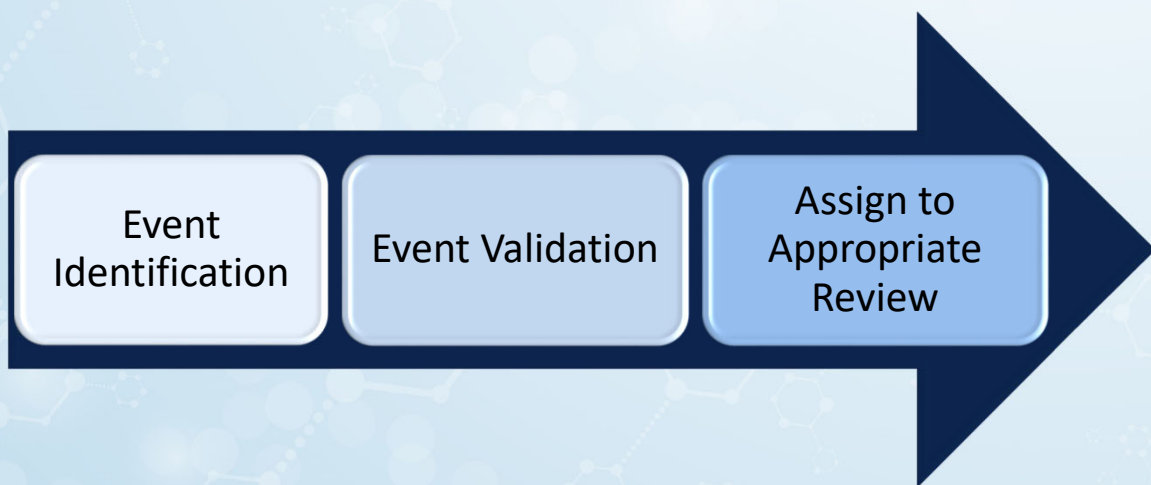 Event
Identification
Event Validation
Assign to
Appropriate
Review